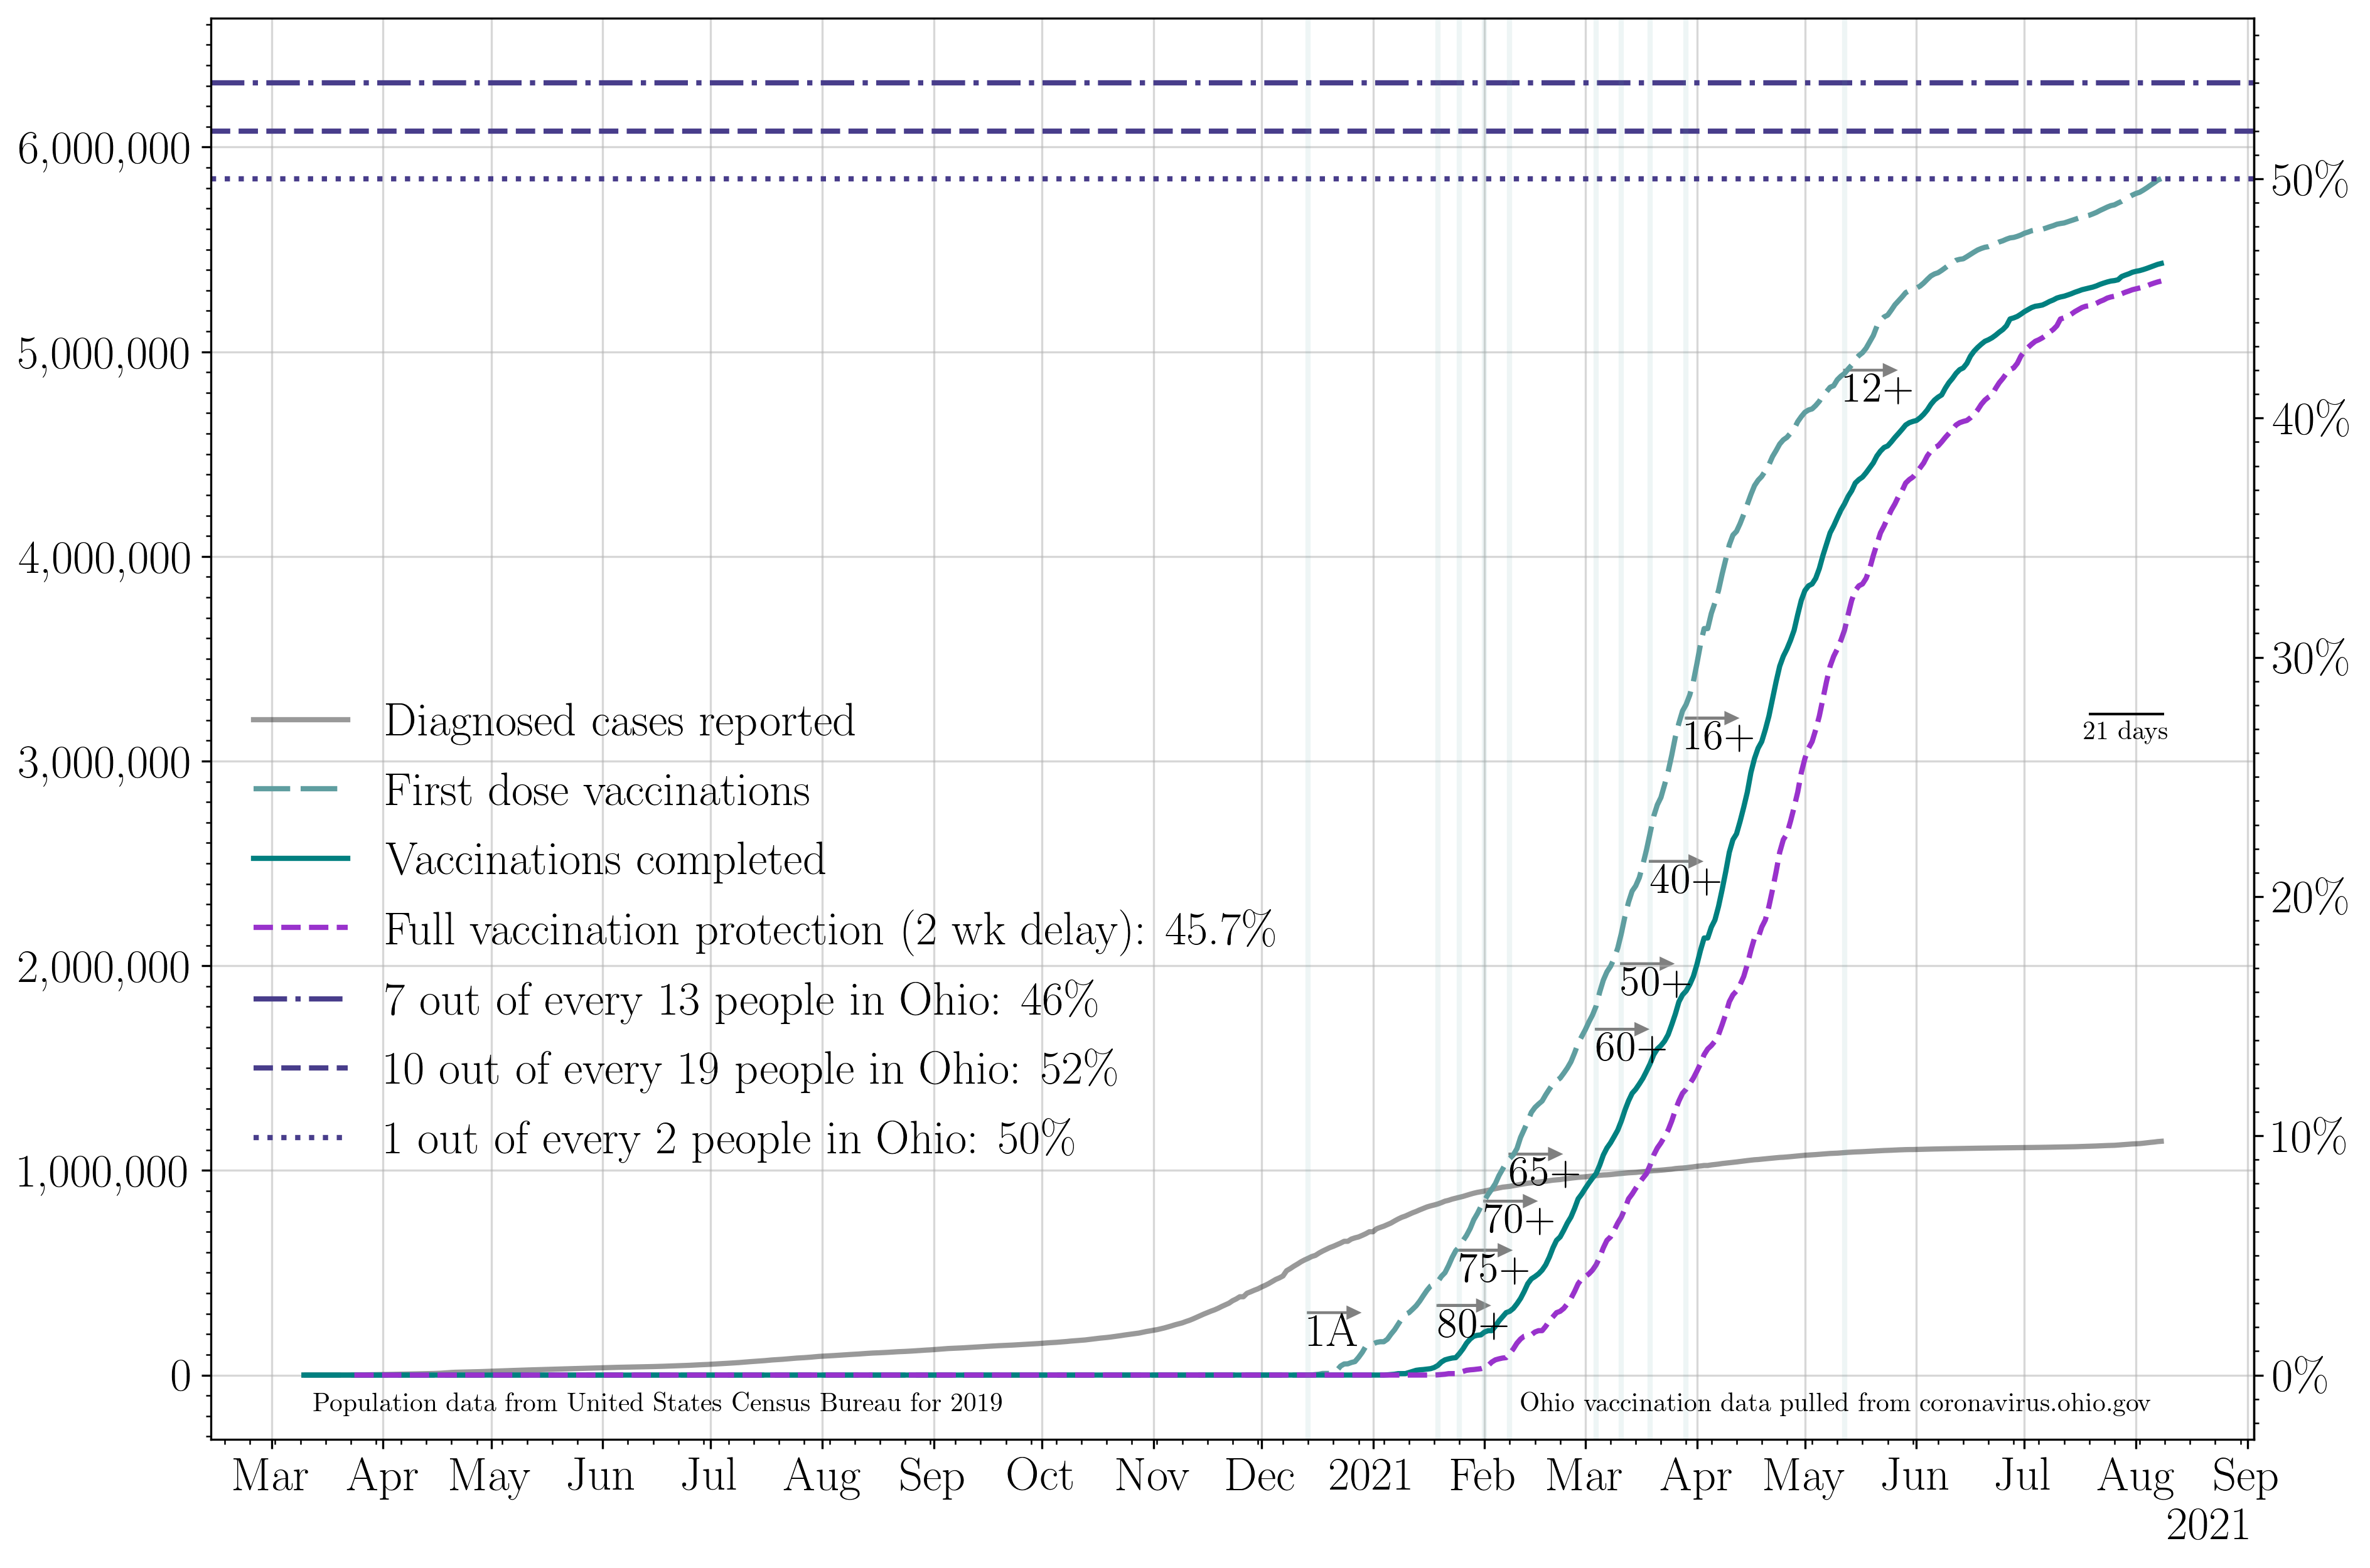 6,000,000
5,000,000
4,000,000
3,000,000
2,000,000
1,000,000
0
50%
40%
30%
20%
10%
0%
Diagnosed cases reported
First dose vaccinations
Vaccinations completed
Full vaccination protection (2 wk delay): 45.7%
7 out of every 13 people in Ohio: 46%
10 out of every 19 people in Ohio: 52%
1 out of every 2 people in Ohio: 50%
12+
16+
40+
50+
60+
65+
70+
75+
80+
1A
21 days
Population data from United States Census Bureau for 2019
Ohio vaccination data pulled from coronavirus.ohio.gov
Mar Apr May Jun Jul Aug Sep Oct Nov Dec 2021 Feb Mar Apr May Jun Jul Aug Sep
2021